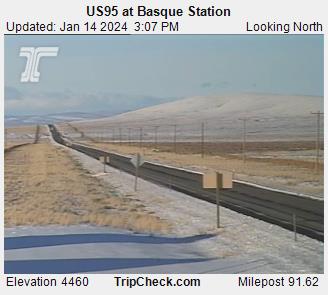 US95 at Basque Station
Updated: Jan 14 2024 3:07 PM Looking North
Elevation 4460 TripCheck.com Milepost 91.62